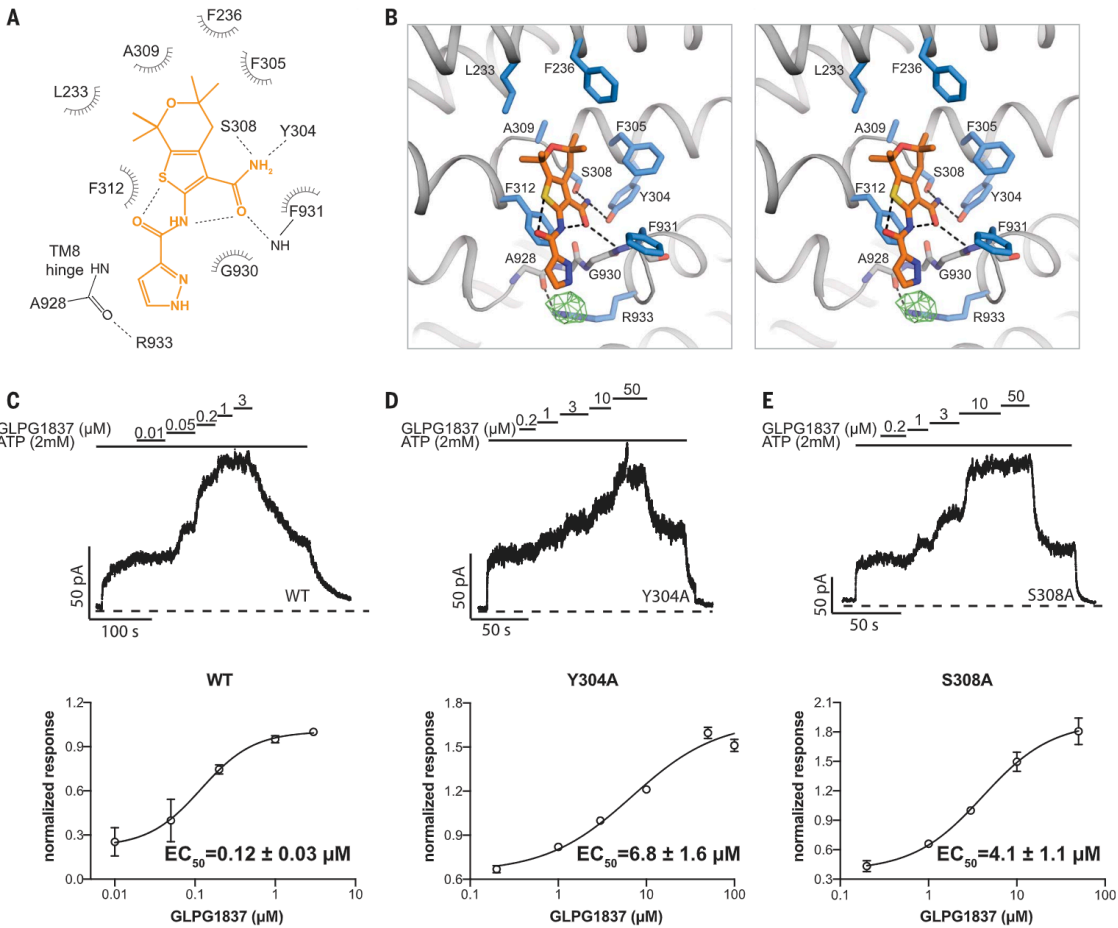 A
F236
A309
F305
L233
O
S308
Y304
NH2
S
F312
O
HN
O
F931
NH
TM8
hinge
HN
G930
A928
N
NH
O
R933
B
L233
F236
A309
F305
S308
F312
Y304
F931
A928
G930
R933
L233
F236
A309
F305
S308
F312
Y304
F931
A928
G930
R933
C
GLPG1837 (µM)
0.01
0.05
0.2
1
3
ATP (2mM)
50 pA
WT
100 s
D
GLPG1837 (µM)
0.2
1
3
10
50
ATP (2mM)
50 pA
Y304A
50 s
E
GLPG1837 (µM)
0.2
1
3
10
50
ATP (2mM)
50 pA
S308A
50 s
WT
normalized response
1.2
0.9
0.6
0.3
0.0
EC50=0.12 ± 0.03 µM
0.01 0.1 1 10
GLPG1837 (µM)
Y304A
normalized response
1.8
1.5
1.2
0.9
0.6
EC50=6.8 ± 1.6 µM
0.1 1 10 100
GLPG1837 (µM)
S308A
normalized response
2.1
1.8
1.5
1.2
0.9
0.6
0.3
EC50=4.1 ± 1.1 µM
0.1 1 10 100
GLPG1837 (µM)